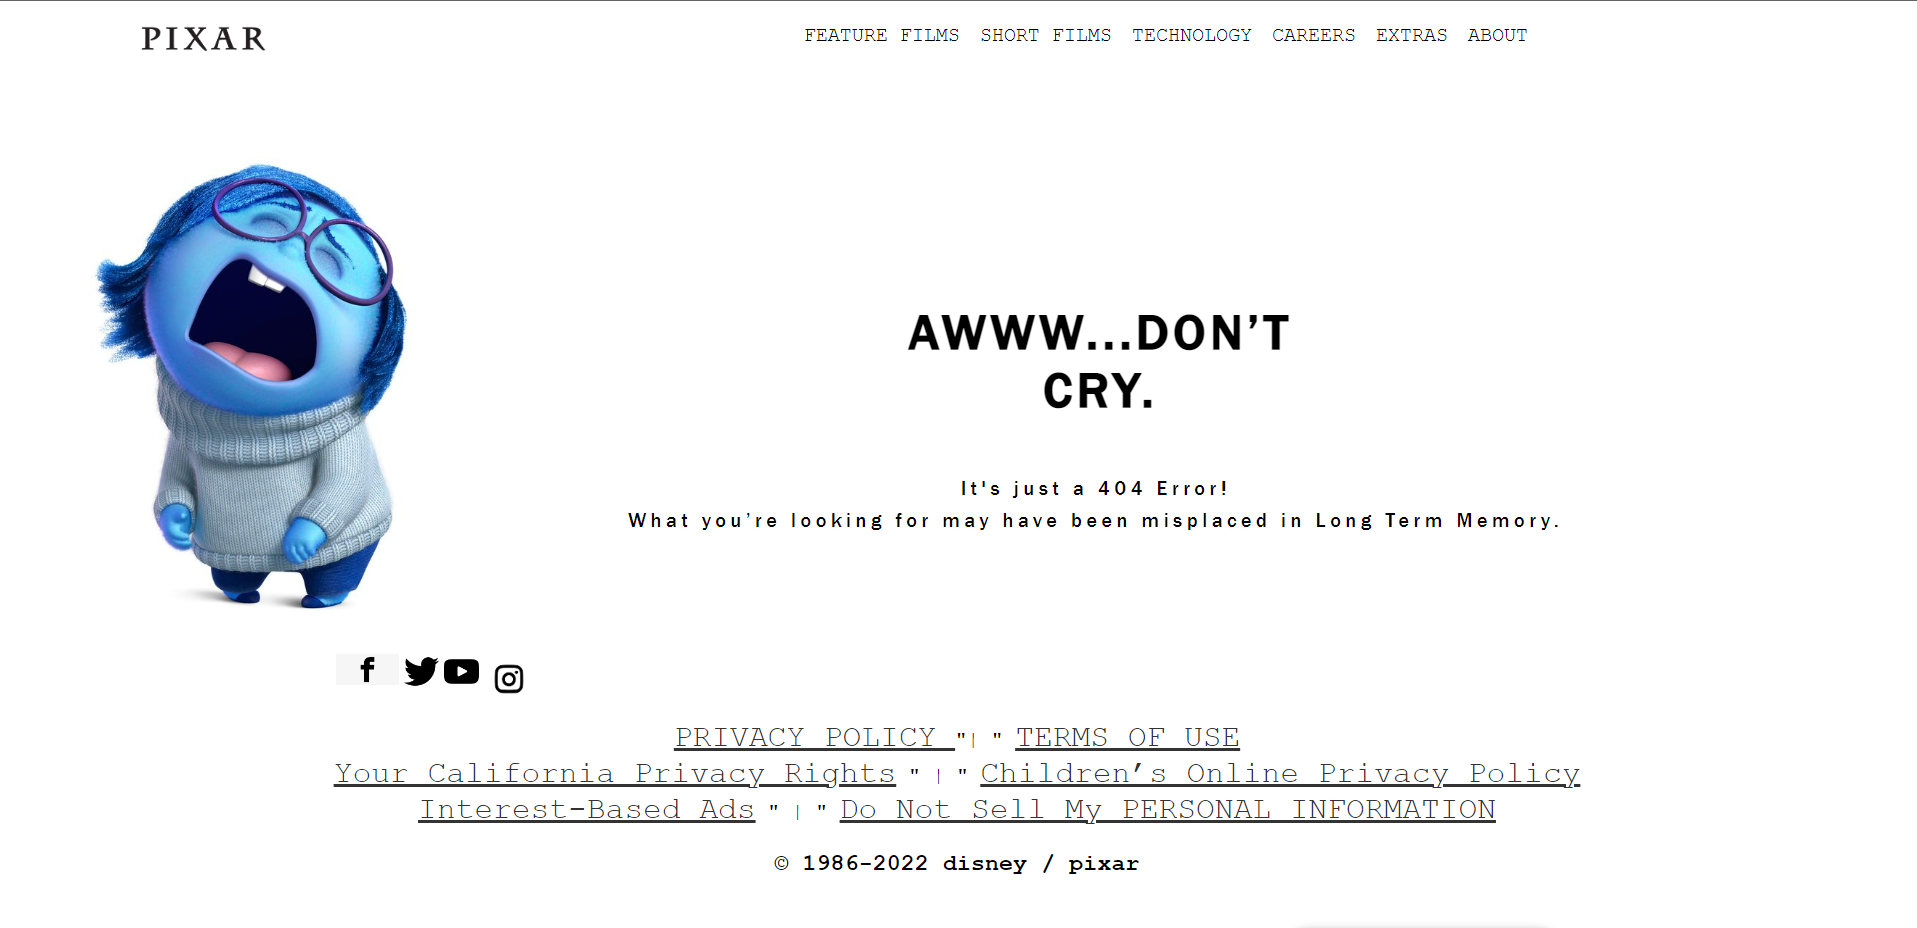 PIXAR
FEATURE FILMS SHORT FILMS TECHNOLOGY CAREERS EXTRAS ABOUT
AWWW...DON’T
CRY.
It's just a 404 Error!
What you’re looking for may have been misplaced in Long Term Memory.
PRIVACY POLICY "| " TERMS OF USE
Your California Privacy Rights " | " Children’s Online Privacy Policy
Interest-Based Ads " | " Do Not Sell My PERSONAL INFORMATION
© 1986-2022 disney / pixar